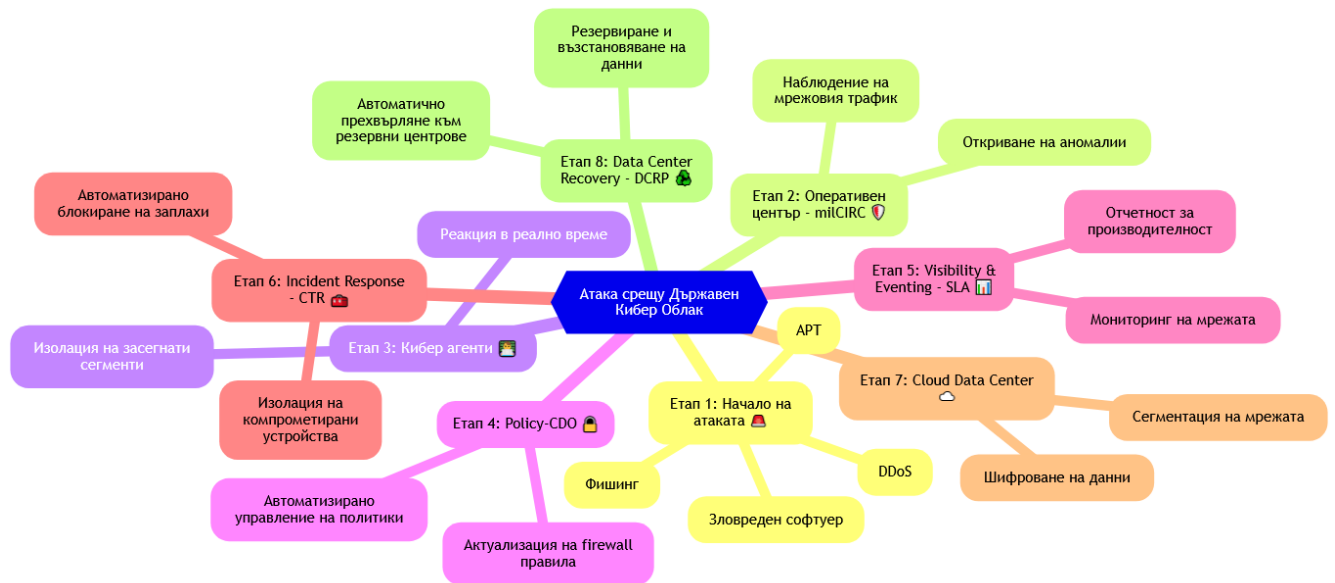 Резервиране и
възстановяване на
данни
Наблюдение на
мрежовия трафик
Автоматично
прехвърляне към
резервни центрове
Откриване на аномалии
Етап 8: Data Center
Recovery - DCRP
Етап 2: Оперативен
център - milCIRC
Автоматизирано
блокиране на заплахи
Отчетност за
производителност
Реакция в реално време
Етап 5: Visibility &
Eventing - SLA
Етап 6: Incident Response
- CTR
Атака срещу Държавен
Кибер Облак
АРТ
Мониторинг на мрежата
Изолация на засегнати
сегменти
Етап 3: Кибер агенти
Етап 7: Cloud Data Center
Изолация на
компрометирани
устройства
Етап 1: Начало на
атаката
Етап 4: Policy-CDO
Сегментация на мрежата
DDoS
Шифроване на данни
Фишинг
Автоматизирано
управление на политики
Зловреден софтуер
Актуализация на firewall
правила